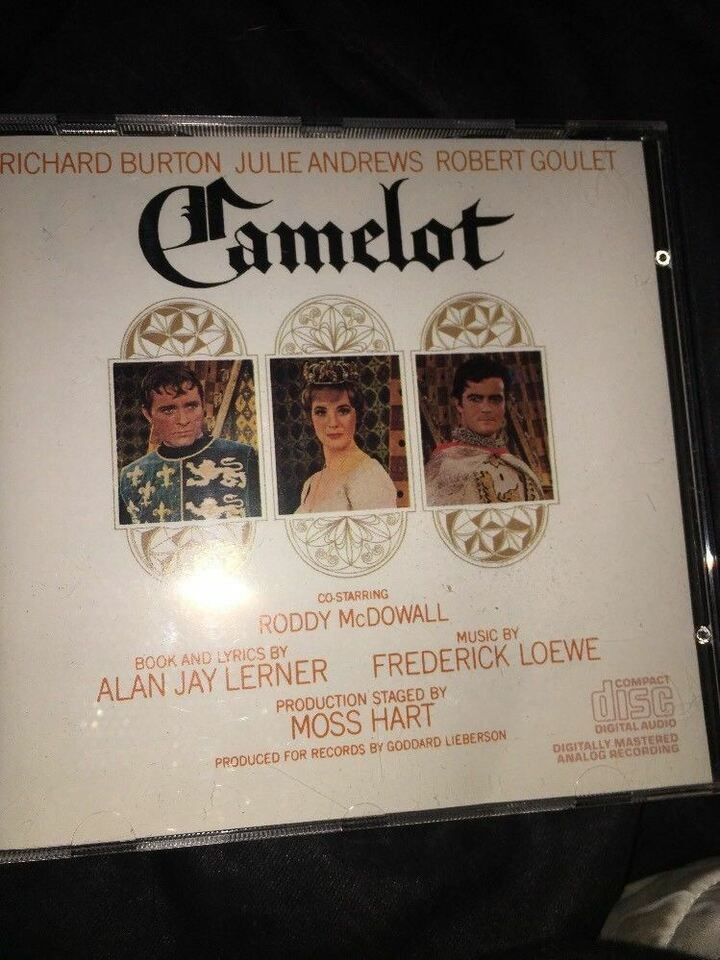 RICHARD BURTON JULIE ANDREWS ROBERT GOULET
Camelot
CO-STARRING
RODDY McDOWALL
BOOK AND LYRICS BY
ALAN JAY LERNER
MUSIC BY
FREDERICK LOEWE
PRODUCTION STAGED BY
MOSS HART
PRODUCED FOR RECORDS BY GODDARD LIEBERSON
COMPACT
disc
DIGITAL AUDIO
DIGITALLY MASTERED
ANALOG RECORDING